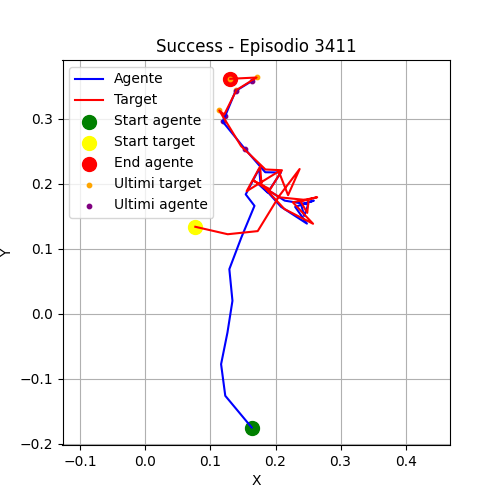 Success - Episodio 3411
Agente
Target
Start agente
Start target
End agente
Ultimi target
Ultimi agente
0.3
0.2
0.1
0.0
−0.1
−0.2
Y
−0.1
0.0
0.1
0.2
0.3
0.4
X